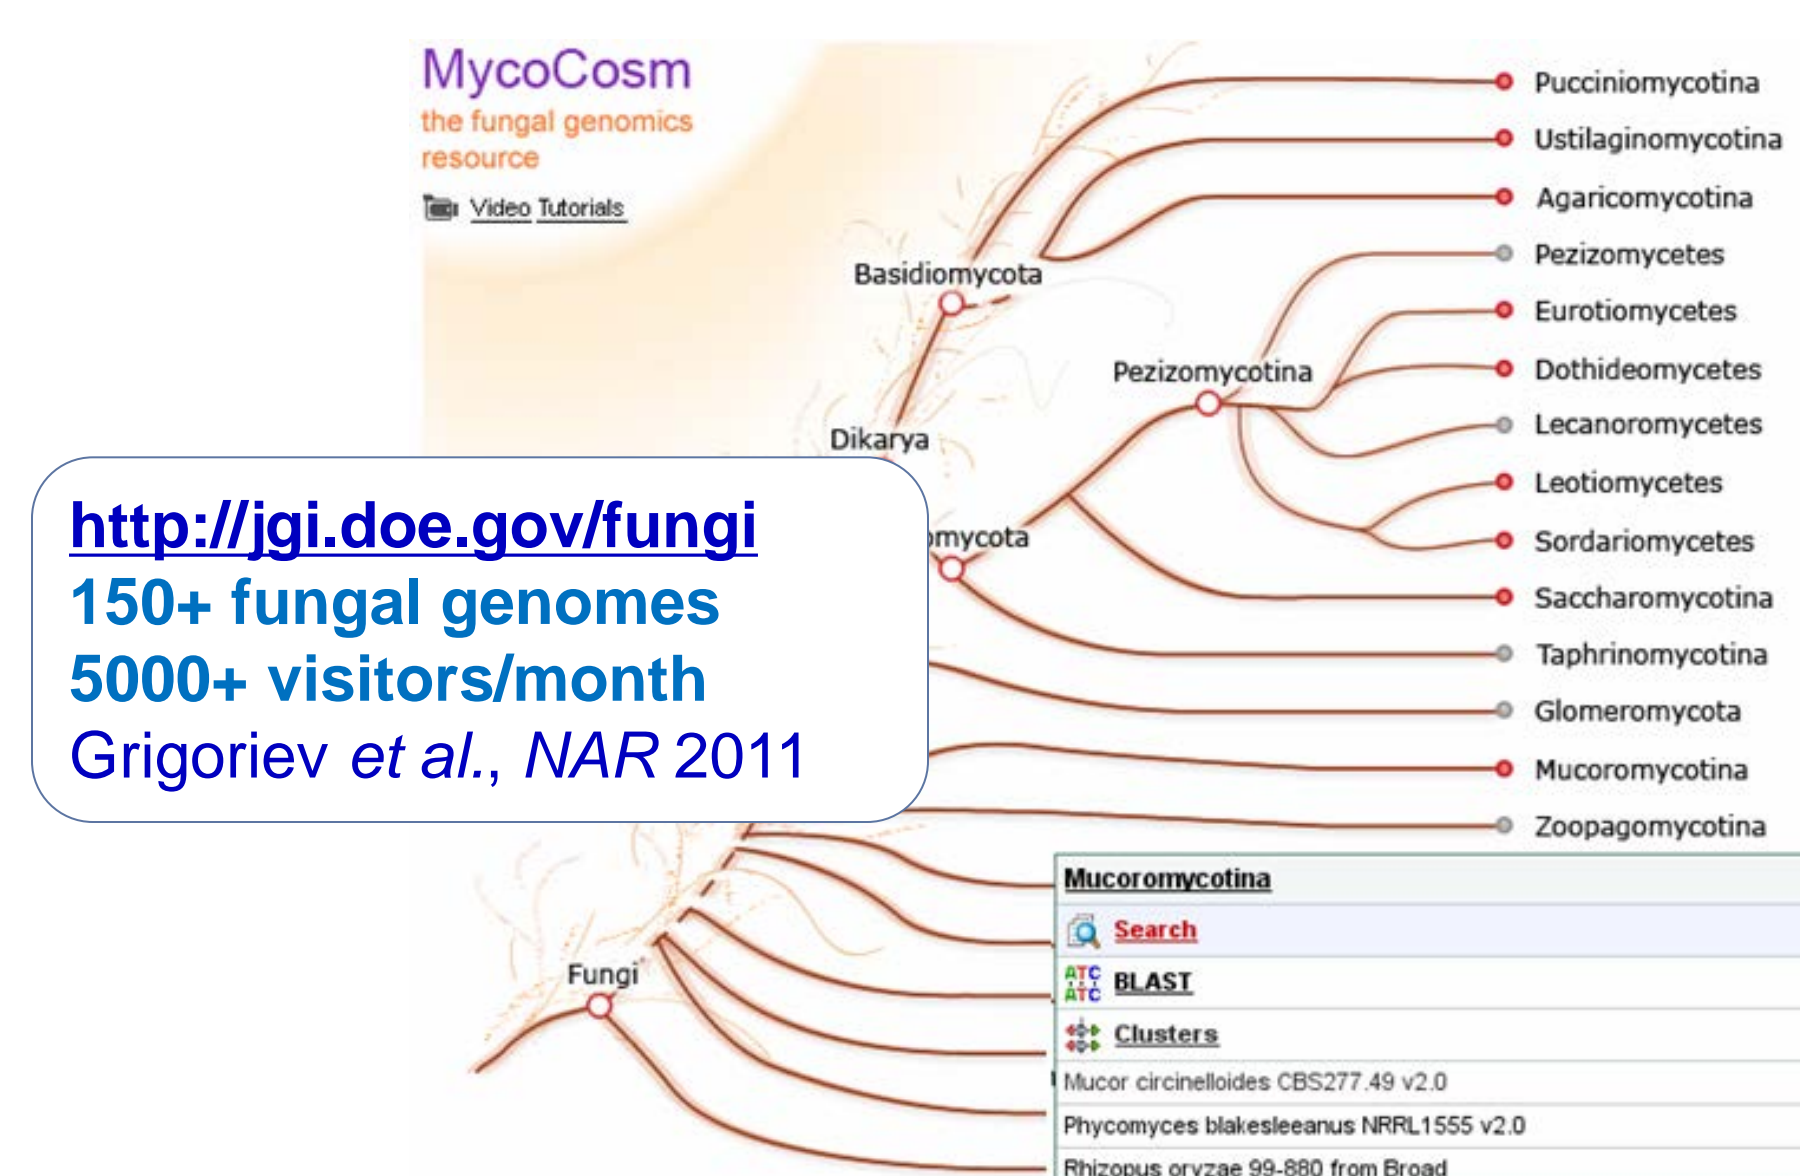 MycoCosm
the fungal genomics
resource
Video Tutorials
Pucciniomycotina
Ustilaginomycotina
Agaricomycotina
Pezizomycetes
Basidiomycota
Eurotiomycetes
Pezizomycotina
Dothideomycetes
Lecanoromycetes
Dikarya
Leotiomycetes
omycota
Sordariomycetes
Saccharomycotina
Taphrinomycotina
Glomeromycota
Mucoromycotina
Zoopagomycotina
http://jgi.doe.gov/fungi
150+ fungal genomes
5000+ visitors/month
Grigoriev et al., NAR 2011
Fungi
Mucoromycotina
Search
ATC
ATC
BLAST
Clusters
Mucor circinelloides CBS277.49 v2.0
Phycomyces blakesleeanus NRRL1555 v2.0
Rhizopus oryzae 99-880 from Broad